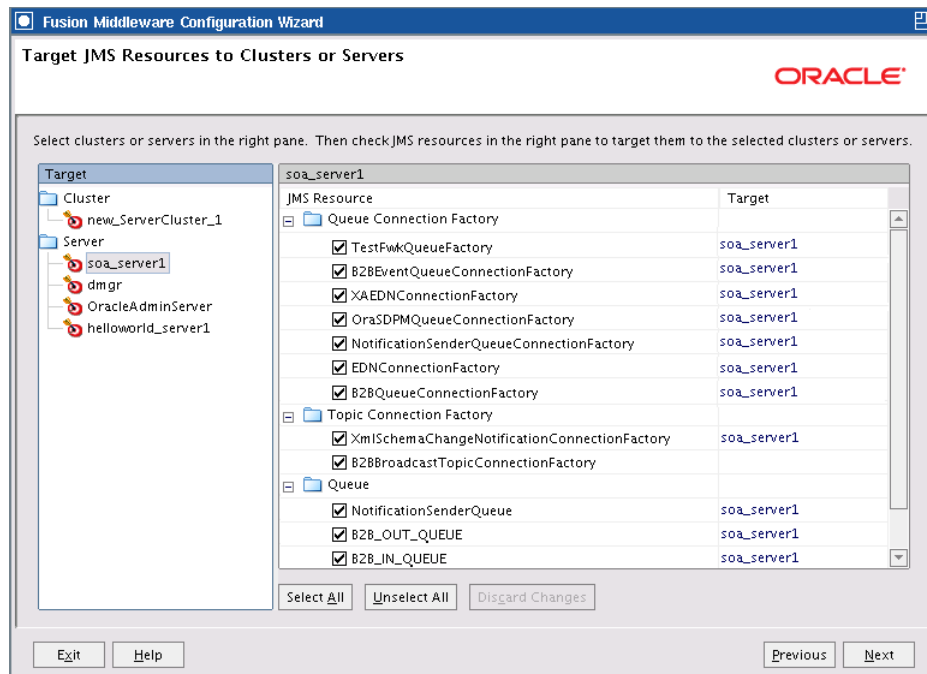 Fusion Middleware Configuration Wizard
Target JMS Resources to Clusters or Servers
ORACLE
Select clusters or servers in the right pane. Then check JMS resources in the right pane to target them to the selected clusters or servers.
Target
Cluster
new_ServerCluster_1
Server
soa_server1
dmgr
OracleAdminServer
helloworld_server1
soa_server1
JMS Resource Target
Queue Connection Factory
TestFwkQueueFactory soa_server1
B2BEventQueueConnectionFactory soa_server1
XAEDNConnectionFactory soa_server1
OraSDPMQueueConnectionFactory soa_server1
NotificationSenderQueueConnectionFactory soa_server1
EDNConnectionFactory soa_server1
B2BQueueConnectionFactory soa_server1
Topic Connection Factory
XmlSchemaChangeNotificationConnectionFactory soa_server1
B2BBroadcastTopicConnectionFactory
Queue
NotificationSenderQueue soa_server1
B2B_OUT_QUEUE soa_server1
B2B_IN_QUEUE soa_server1
Select All Unselect All Discard Changes
Exit Help Previous Next